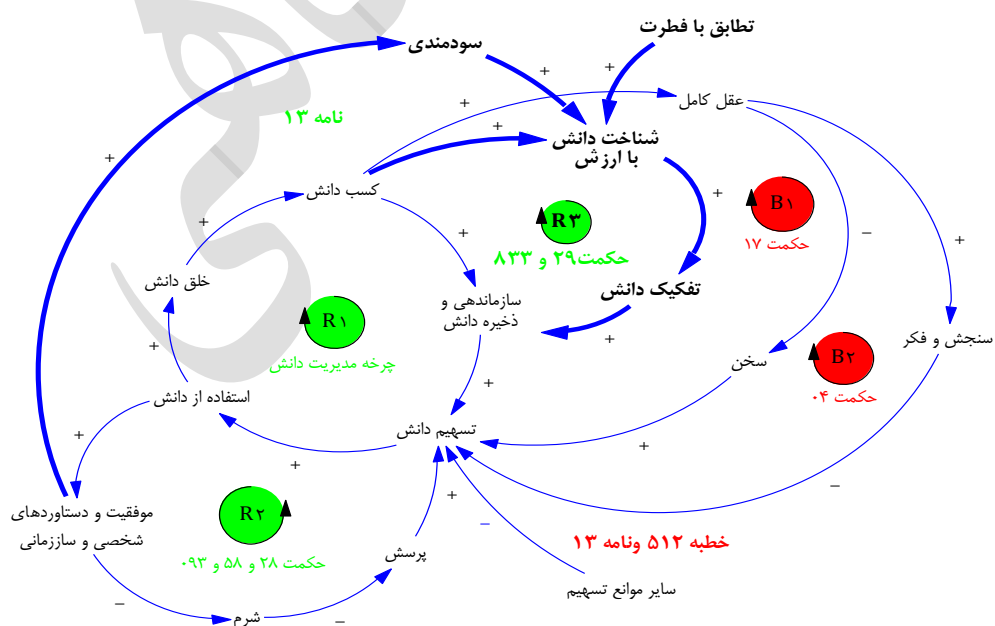 تطابق با فطرت
سودمندی
+
+
عقل کامل
+
نامه ۱۳
+
شناخت دانش
با ارزش
+
کسب دانش
+
B۱
حکمت ۱۷
R۳
حکمت۲۹ و ۸۳۳
+
+
–
+
خلق دانش
تفکیک دانش
سازماندهی و
ذخیره دانش
R۱
چرخه مدیریت دانش
+
+
سنجش و فکر
سخن
B۲
حکمت ۰۴
+
استفاده از دانش
تسهیم دانش
+
+
+
–
R۲
حکمت ۲۸ و ۵۸ و ۰۹۳
موفقیت و دستاوردهای
شخصی و ساززمانی
+
–
خطبه ۵۱۲ ونامه ۱۳
پرسش
سایر موانع تسهیم
–
شرم
–